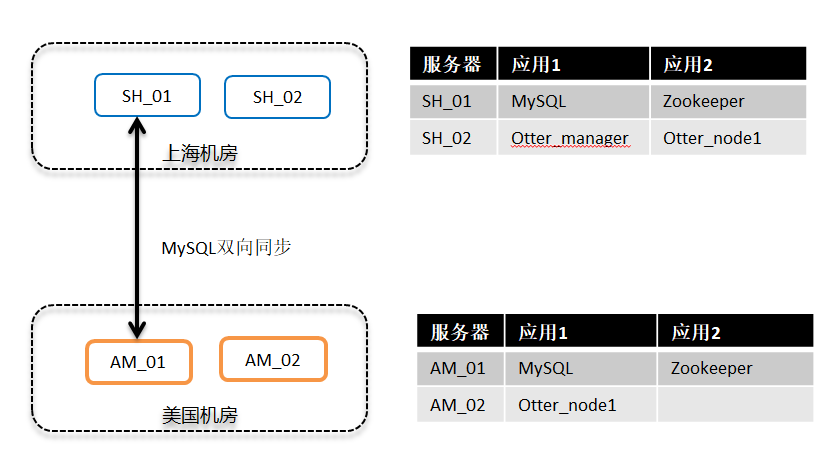 SH_01
SH_02
上海机房
服务器 应用1 应用2
SH_01 MySQL Zookeeper
SH_02 Otter_manager Otter_node1
MySQL双向同步
AM_01
AM_02
美国机房
服务器 应用1 应用2
AM_01 MySQL Zookeeper
AM_02 Otter_node1